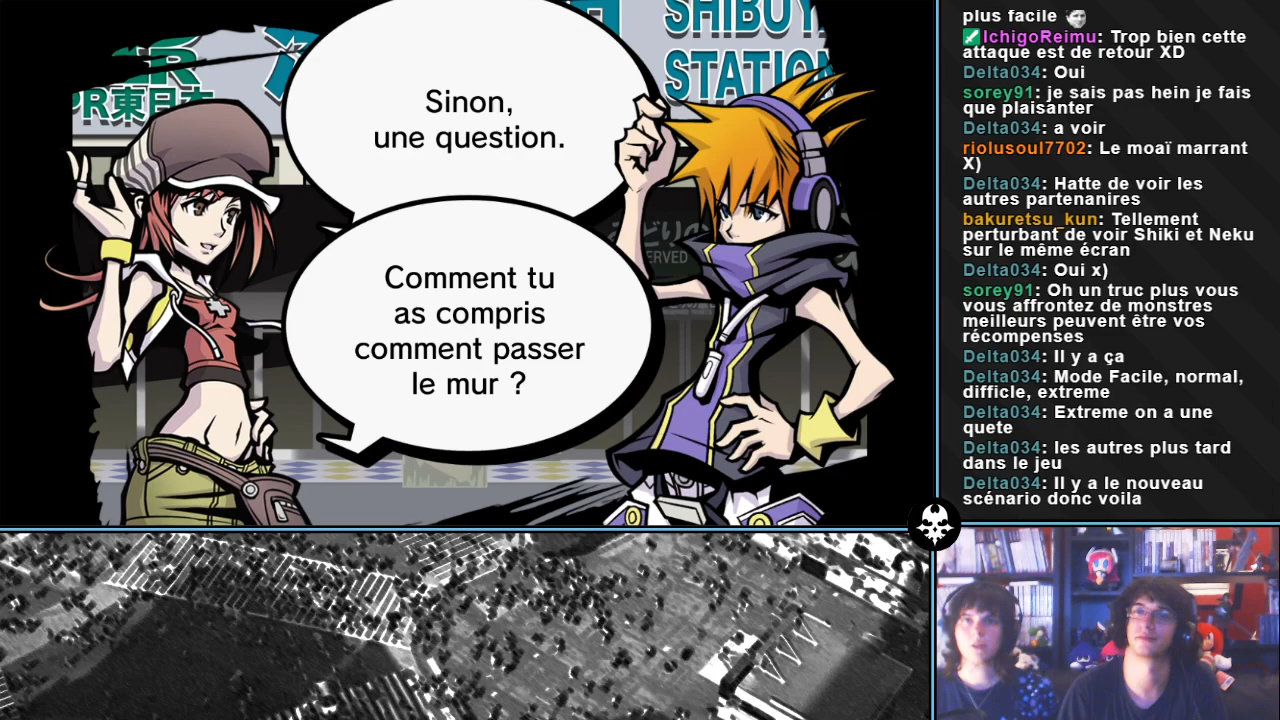 SHIBUYA
STATION
JR東日本
Sinon,
une question.
Comment tu
as compris
comment passer
le mur ?
plus facile
IchigoReimu: Trop bien cette
attaque est de retour XD
Delta034: Oui
sorey91: je sais pas hein je fais
que plaisanter
Delta034: a voir
riolusoul7702: Le moaï marrant
X)
Delta034: Hatte de voir les
autres partenanires
bakuretsu_kun: Tellement
perturbant de voir Shiki et Neku
sur le même écran
Delta034: Oui x)
sorey91: Oh un truc plus vous
vous affrontez de monstres
meilleurs peuvent être vos
récompenses
Delta034: Il y a ça
Delta034: Mode Facile, normal,
difficle, extreme
Delta034: Extreme on a une
quete
Delta034: les autres plus tard
dans le jeu
Delta034: Il y a le nouveau
scénario donc voila